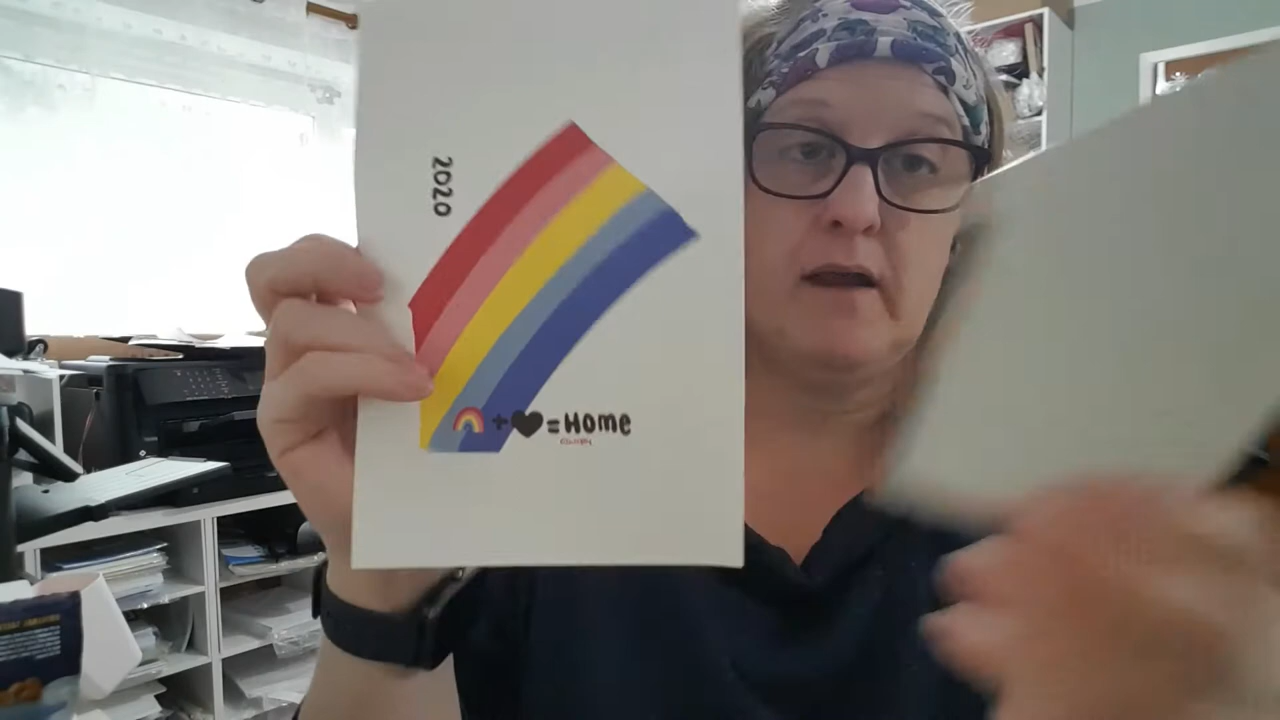 2020
🌈 + 🖤 = Home